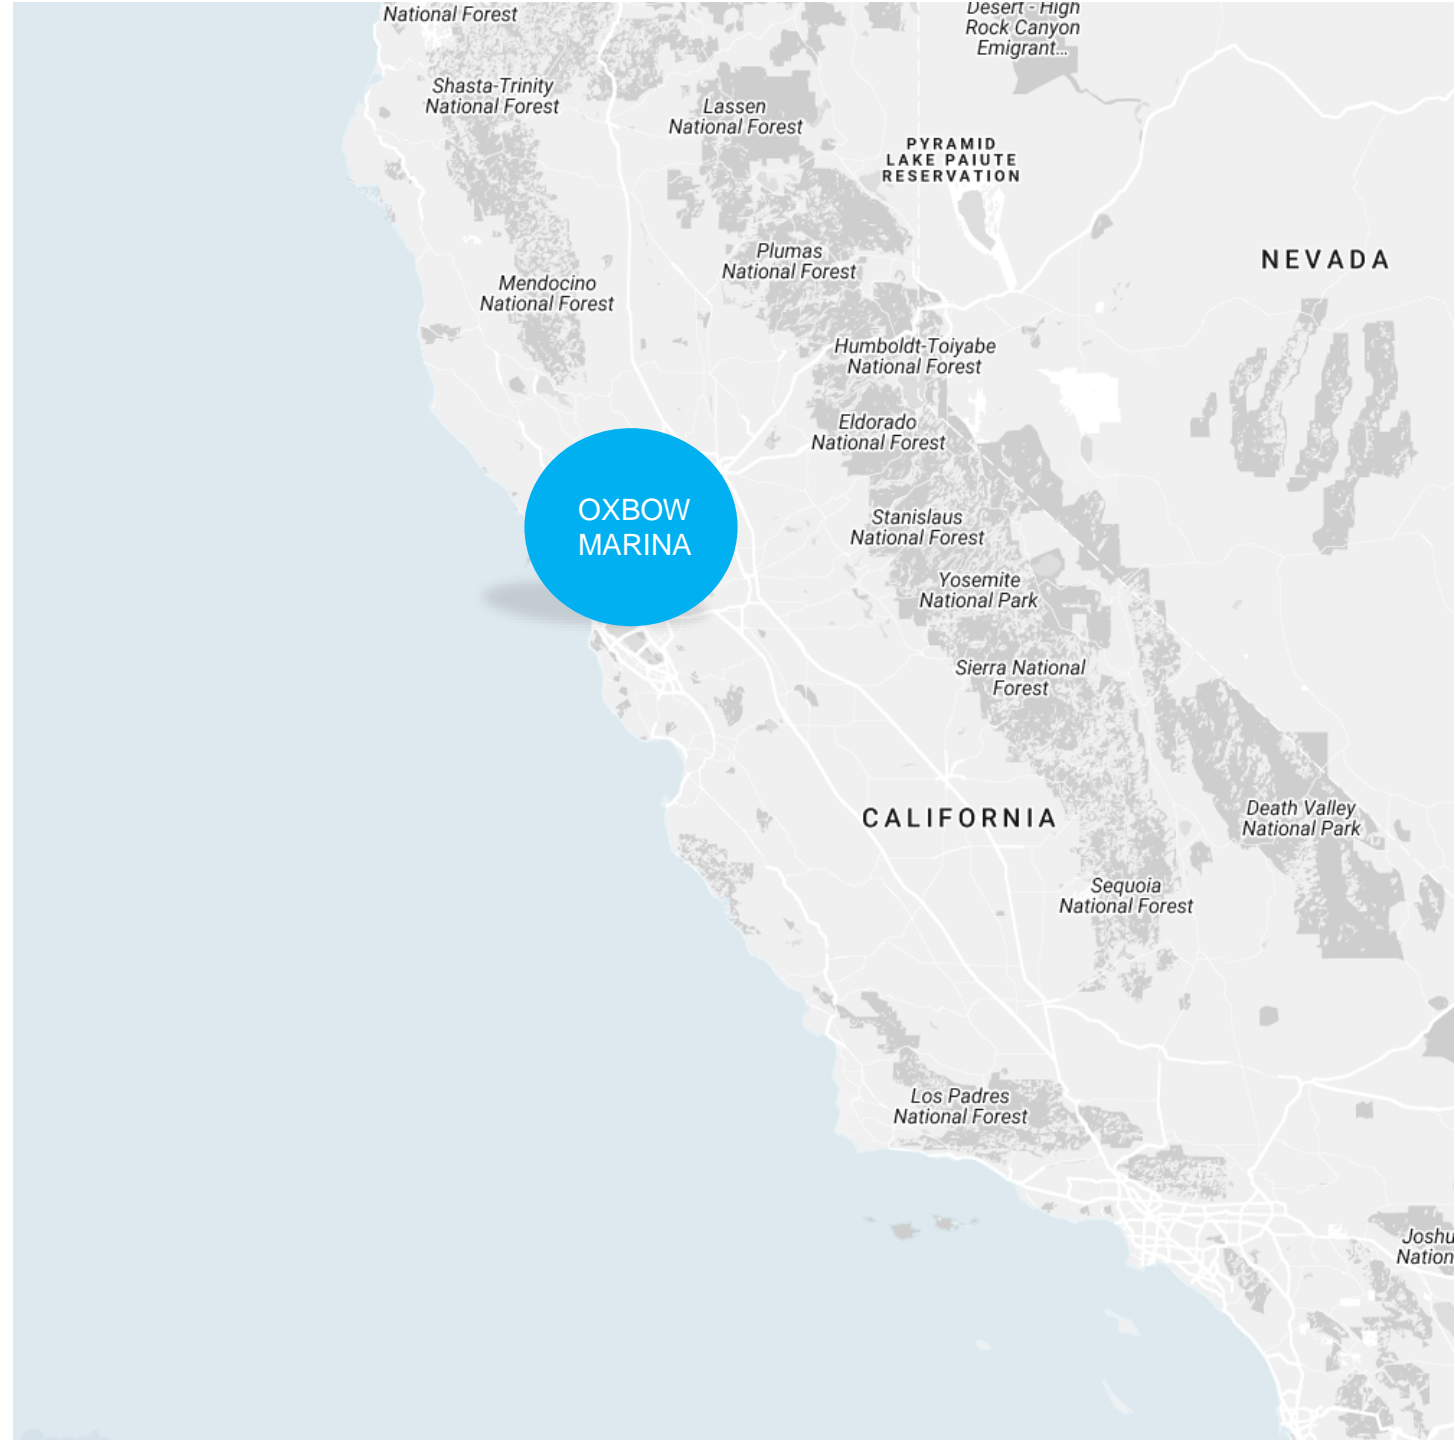 National Forest
Desert - High
Rock Canyon
Emigrant...
Shasta-Trinity
National Forest
Lassen
National Forest
PYRAMID
LAKE PAIUTE
RESERVATION
Plumas
National Forest
NEVADA
Mendocino
National Forest
Humboldt-Toiyabe
National Forest
Eldorado
National Forest
OXBOW
MARINA
Stanislaus
National Forest
Yosemite
National Park
Sierra National
Forest
CALIFORNIA
Death Valley
National Park
Sequoia
National Forest
Los Padres
National Forest
Joshu
Nation